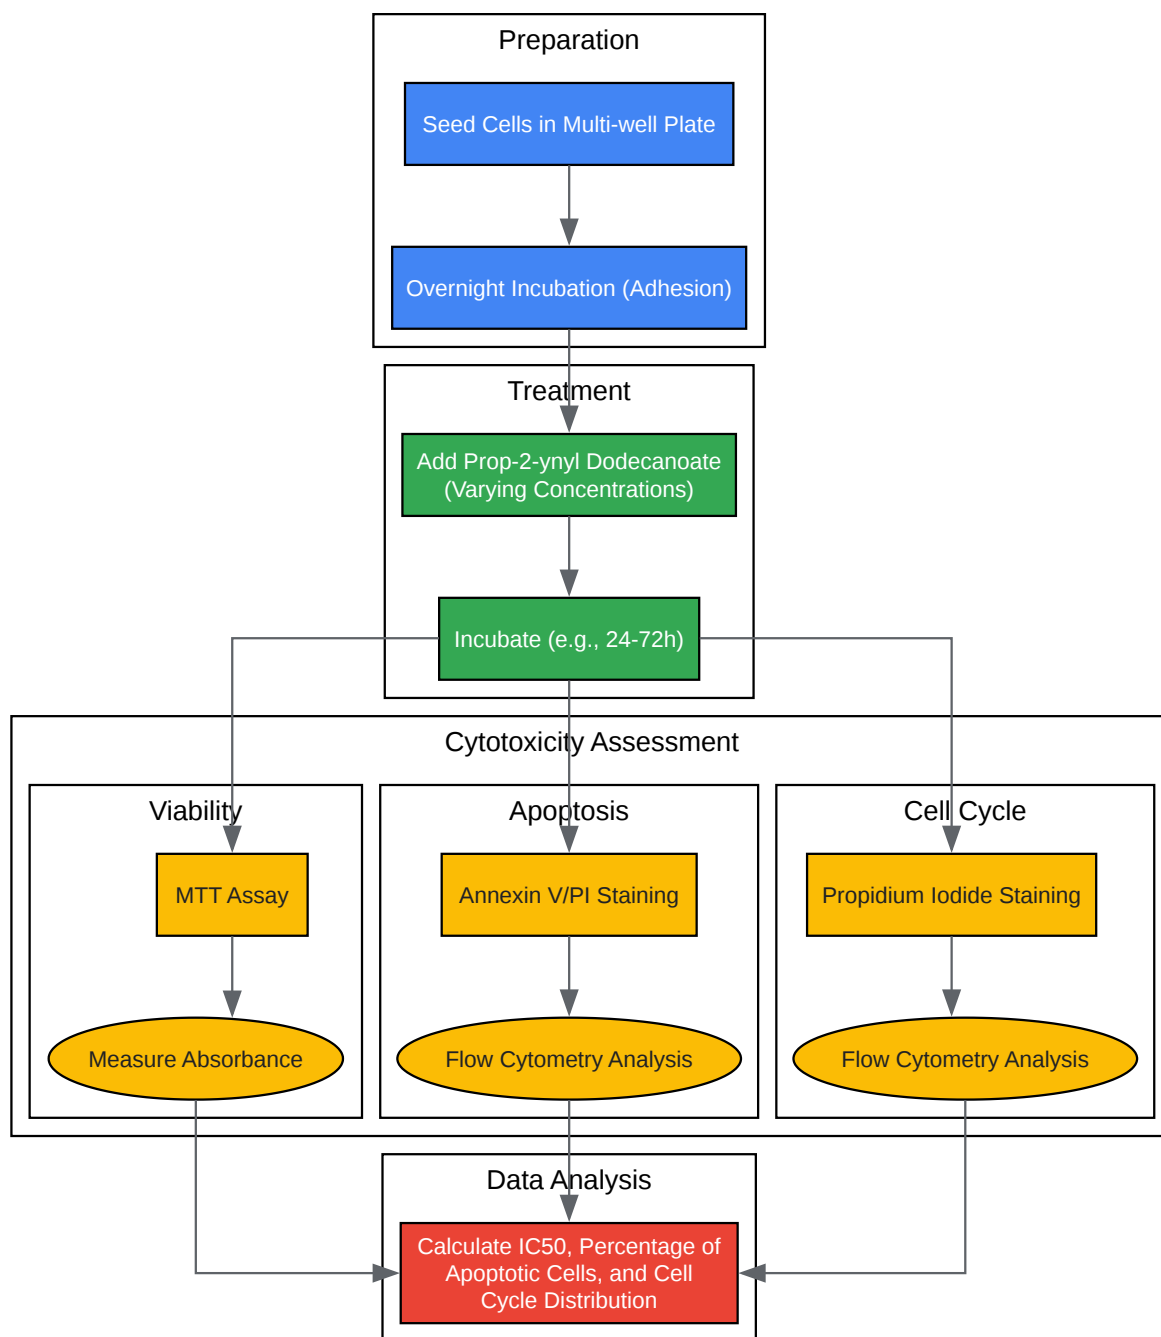 Preparation
Seed Cells in Multi-well Plate
Overnight Incubation (Adhesion)
Treatment
Add Prop-2-ynyl Dodecanoate
(Varying Concentrations)
Incubate (e.g., 24-72h)
Cytotoxicity Assessment
Viability
Apoptosis
Cell Cycle
MTT Assay
Annexin V/PI Staining
Propidium Iodide Staining
Measure Absorbance
Flow Cytometry Analysis
Flow Cytometry Analysis
Data Analysis
Calculate IC50, Percentage of
Apoptotic Cells, and Cell
Cycle Distribution